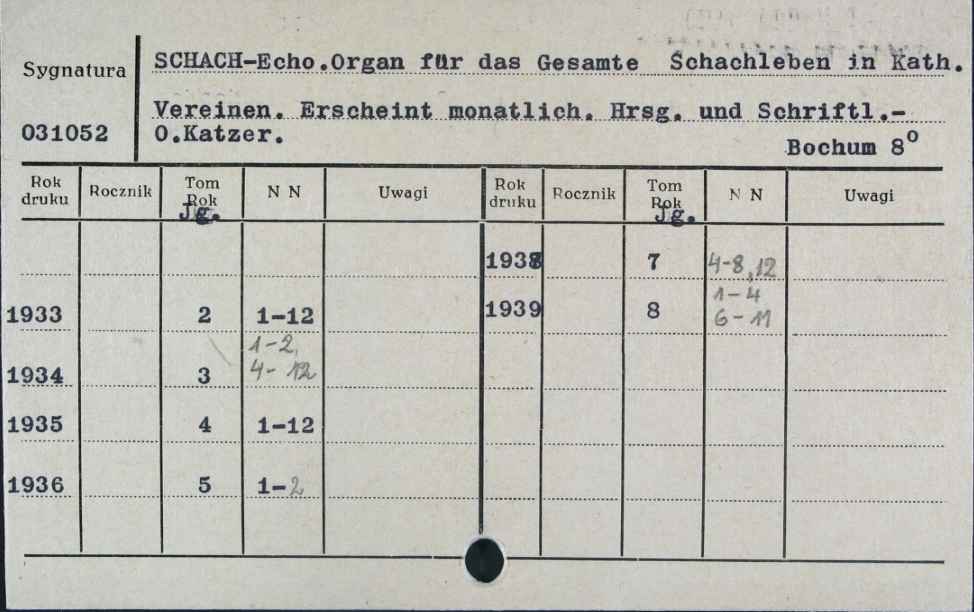 Sygnatura
031052
SCHACH-Echo.Organ für das Gesamte Schachleben in Kath.
Vereinen. Erscheint monatlich. Hrsg. und Schriftl.-
O.Katzer.
Bochum 8⁰
Rok druku Rocznik Tom Rok Jg. N N Uwagi Rok druku Rocznik Tom Rok Jg. N N Uwagi
1938 7 4-8,12
1933 2 1-12
1939 8 1-4
6-11
1934 3 1-2,
4-12
1935 4 1-12
1936 5 1-2